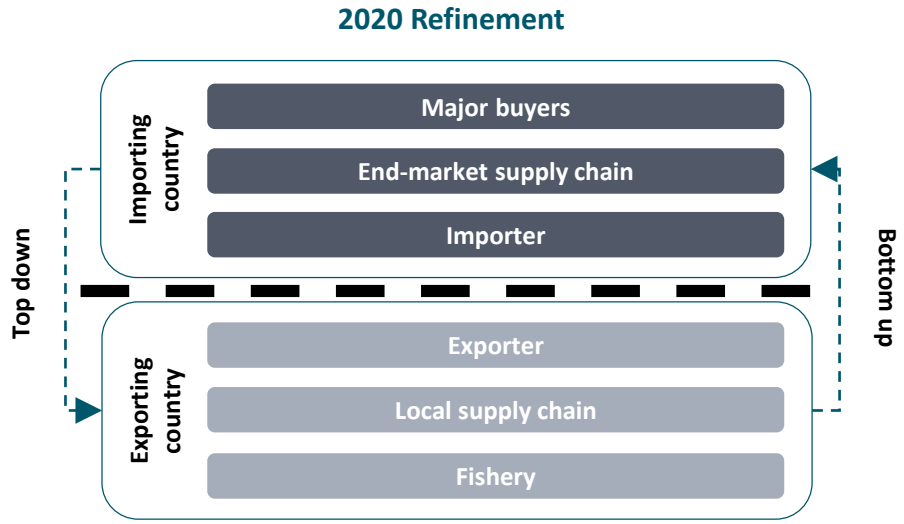 2020 Refinement
Importing
country
Major buyers
End-market supply chain
Importer
Top down
Bottom up
Exporting
country
Exporter
Local supply chain
Fishery